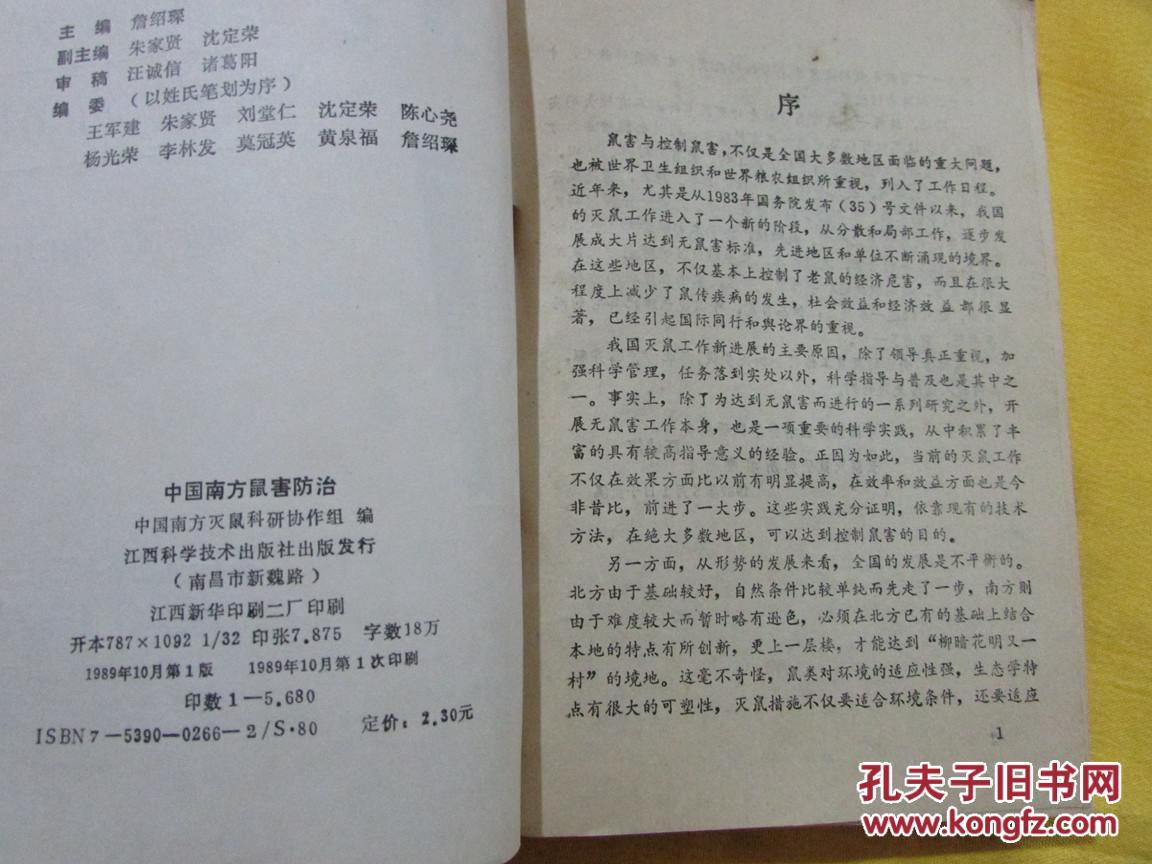 主 编 詹绍琛
副主编 朱家贤 沈定荣
审 稿 汪诚信 诸葛阳
编 委 （以姓氏笔划为序）
王军建 朱家贤 刘堂仁 沈定荣 陈心尧
杨光荣 李林发 莫冠英 黄泉福 詹绍琛
中国南方鼠害防治
中国南方灭鼠科研协作组 编
江西科学技术出版社出版发行
（南昌市新魏路）
江西新华印刷二厂印刷
开本787×1092 1/32 印张7.875 字数18万
1989年10月第1版 1989年10月第1次印刷
印数1—5,680
ISBN7—5390—0266—2/S·80 定价：2.30元
序
鼠害与控制鼠害，不仅是全国大多数地区面临的重大问题，
也被世界卫生组织和世界粮农组织所重视，列入了工作日程。
近年来，尤其是从1983年国务院发布（35）号文件以来，我国
的灭鼠工作进入了一个新的阶段，从分散和局部工作，逐步发
展成大片达到无鼠害标准，先进地区和单位不断涌现的境界。
在这些地区，不仅基本上控制了老鼠的经济危害，而且在很大
程度上减少了鼠传疾病的发生，社会效益和经济效益都很显
著，已经引起国际同行和舆论界的重视。
我国灭鼠工作新进展的主要原因，除了领导真正重视，加
强科学管理，任务落到实处以外，科学指导与普及也是其中之
一。事实上，除了为达到无鼠害而进行的一系列研究之外，开
展无鼠害工作本身，也是一项重要的科学实践，从中积累了丰
富的具有较高指导意义的经验。正因为如此，当前的灭鼠工作
不仅在效果方面比以前有明显提高，在效率和效益方面也是今
非昔比，前进了一大步。这些实践充分证明，依靠现有的技术
方法，在绝大多数地区，可以达到控制鼠害的目的。
另一方面，从形势的发展来看，全国的发展是不平衡的。
北方由于基础较好，自然条件比较单纯而先走了一步，南方则
由于难度较大而暂时略有逊色，必须在北方已有的基础上结合
本地的特点有所创新，更上一层楼，才能达到“柳暗花明又一
村”的境地。这毫不奇怪，鼠类对环境的适应性强，生态学特
点有很大的可塑性，灭鼠措施不仅要适合环境条件，还要适应
1
孔夫子旧书网
www.kongfz.com